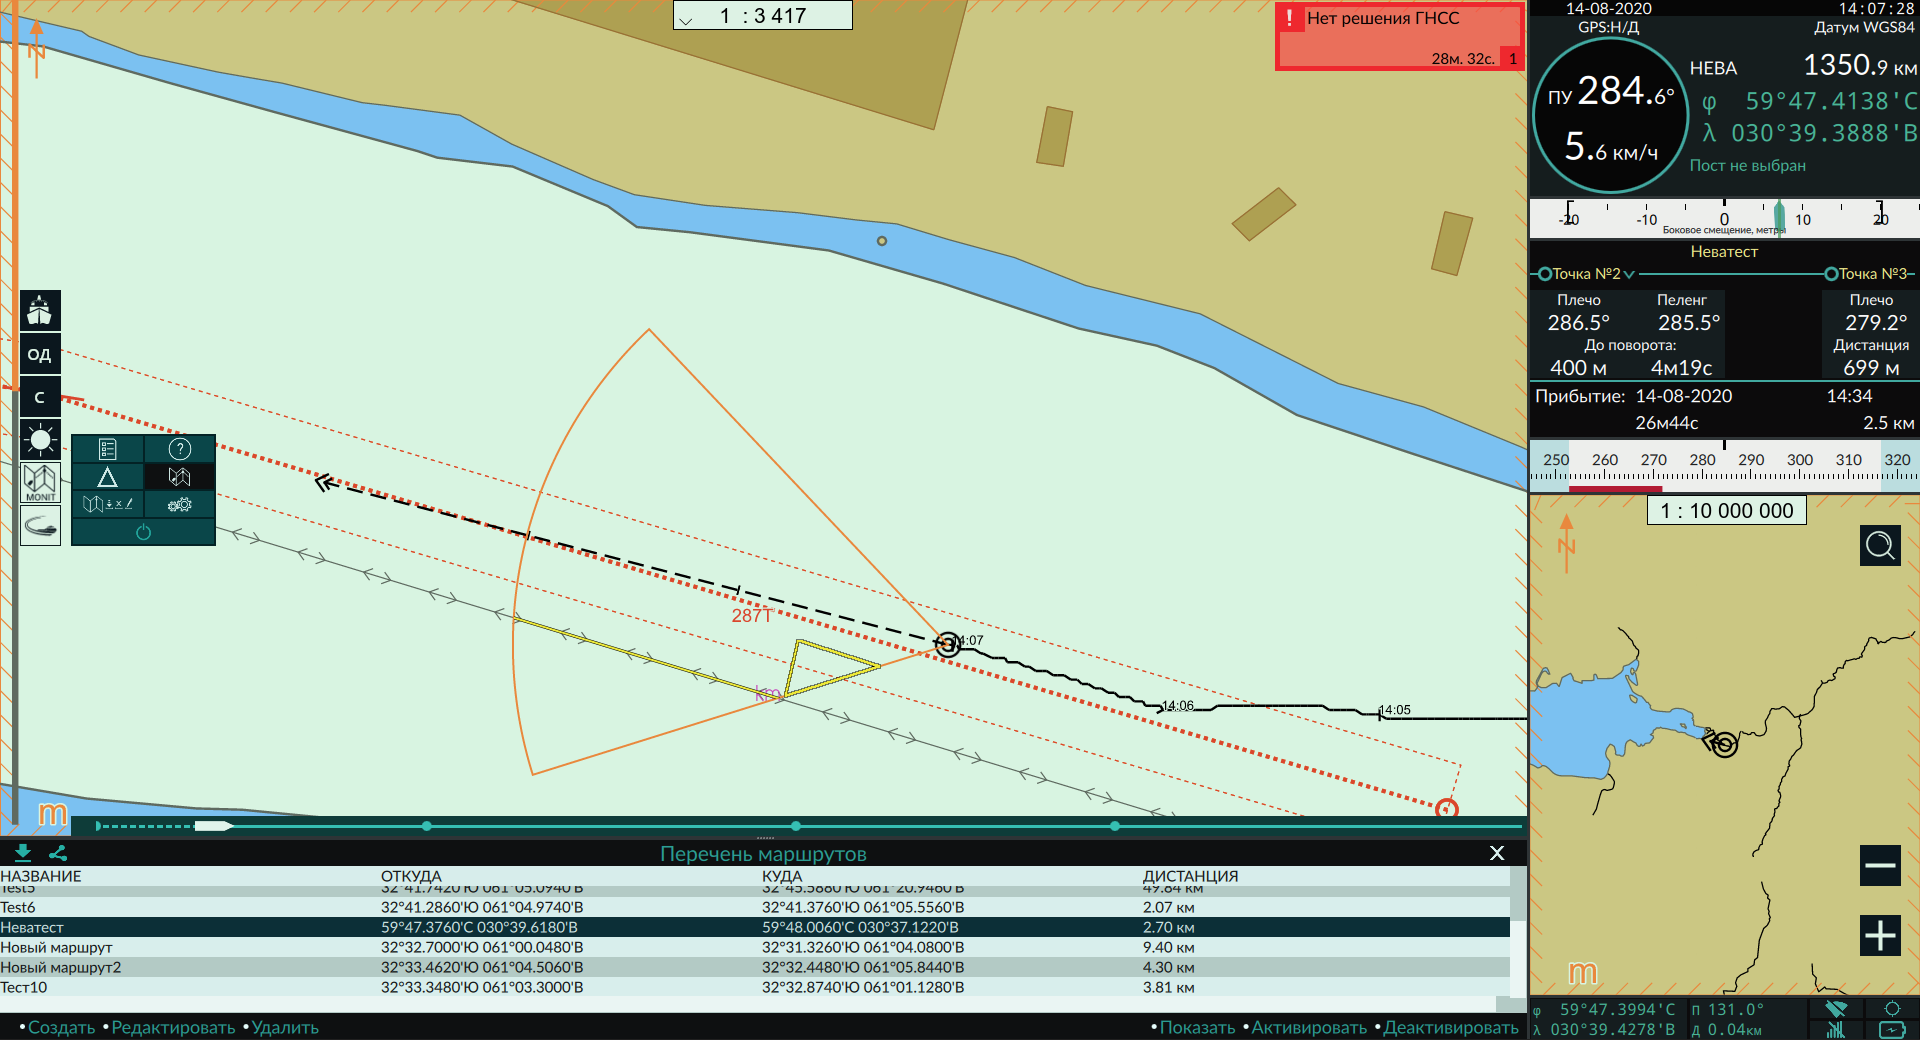 1 : 3 417
! Нет решения ГНСС
28м. 32с. 1
14-08-2020 14:07:28
GPS:Н/Д Датум WGS84
НЕВА 1350.9 км
ПУ 284.6°
5.6 км/ч
φ 59°47.4138'С
λ 030°39.3888'В
Пост не выбран
-20 -10 0 10 20
Боковое смещение, метры
Неватест
Точка №2 Точка №3
Плечо Пеленг Плечо
286.5° 285.5° 279.2°
До поворота: Дистанция
400 м 4м19с 699 м
Прибытие: 14-08-2020 14:34
26м44с 2.5 км
250 260 270 280 290 300 310 320
1 : 10 000 000
N
N
ОД
С
MONIT
?
287T
km
14:07
14:06
14:05
m
m
Перечень маршрутов X
НАЗВАНИЕ ОТКУДА КУДА ДИСТАНЦИЯ
Test5 32°41.7420'Ю 061°05.0940'В 32°45.5880'Ю 061°20.9460'В 49.84 км
Test6 32°41.2860'Ю 061°04.9740'В 32°41.3760'Ю 061°05.5560'В 2.07 км
Неватест 59°47.3760'С 030°39.6180'В 59°48.0060'С 030°37.1220'В 2.70 км
Новый маршрут 32°32.7000'Ю 061°00.0480'В 32°31.3260'Ю 061°04.0800'В 9.40 км
Новый маршрут2 32°33.4620'Ю 061°04.5060'В 32°32.4480'Ю 061°05.8440'В 4.30 км
Тест10 32°33.3480'Ю 061°03.3000'В 32°32.8740'Ю 061°01.1280'В 3.81 км
•Создать •Редактировать •Удалить •Показать •Активировать •Деактивировать
φ 59°47.3994'С П 131.0°
λ 030°39.4278'В Д 0.04км